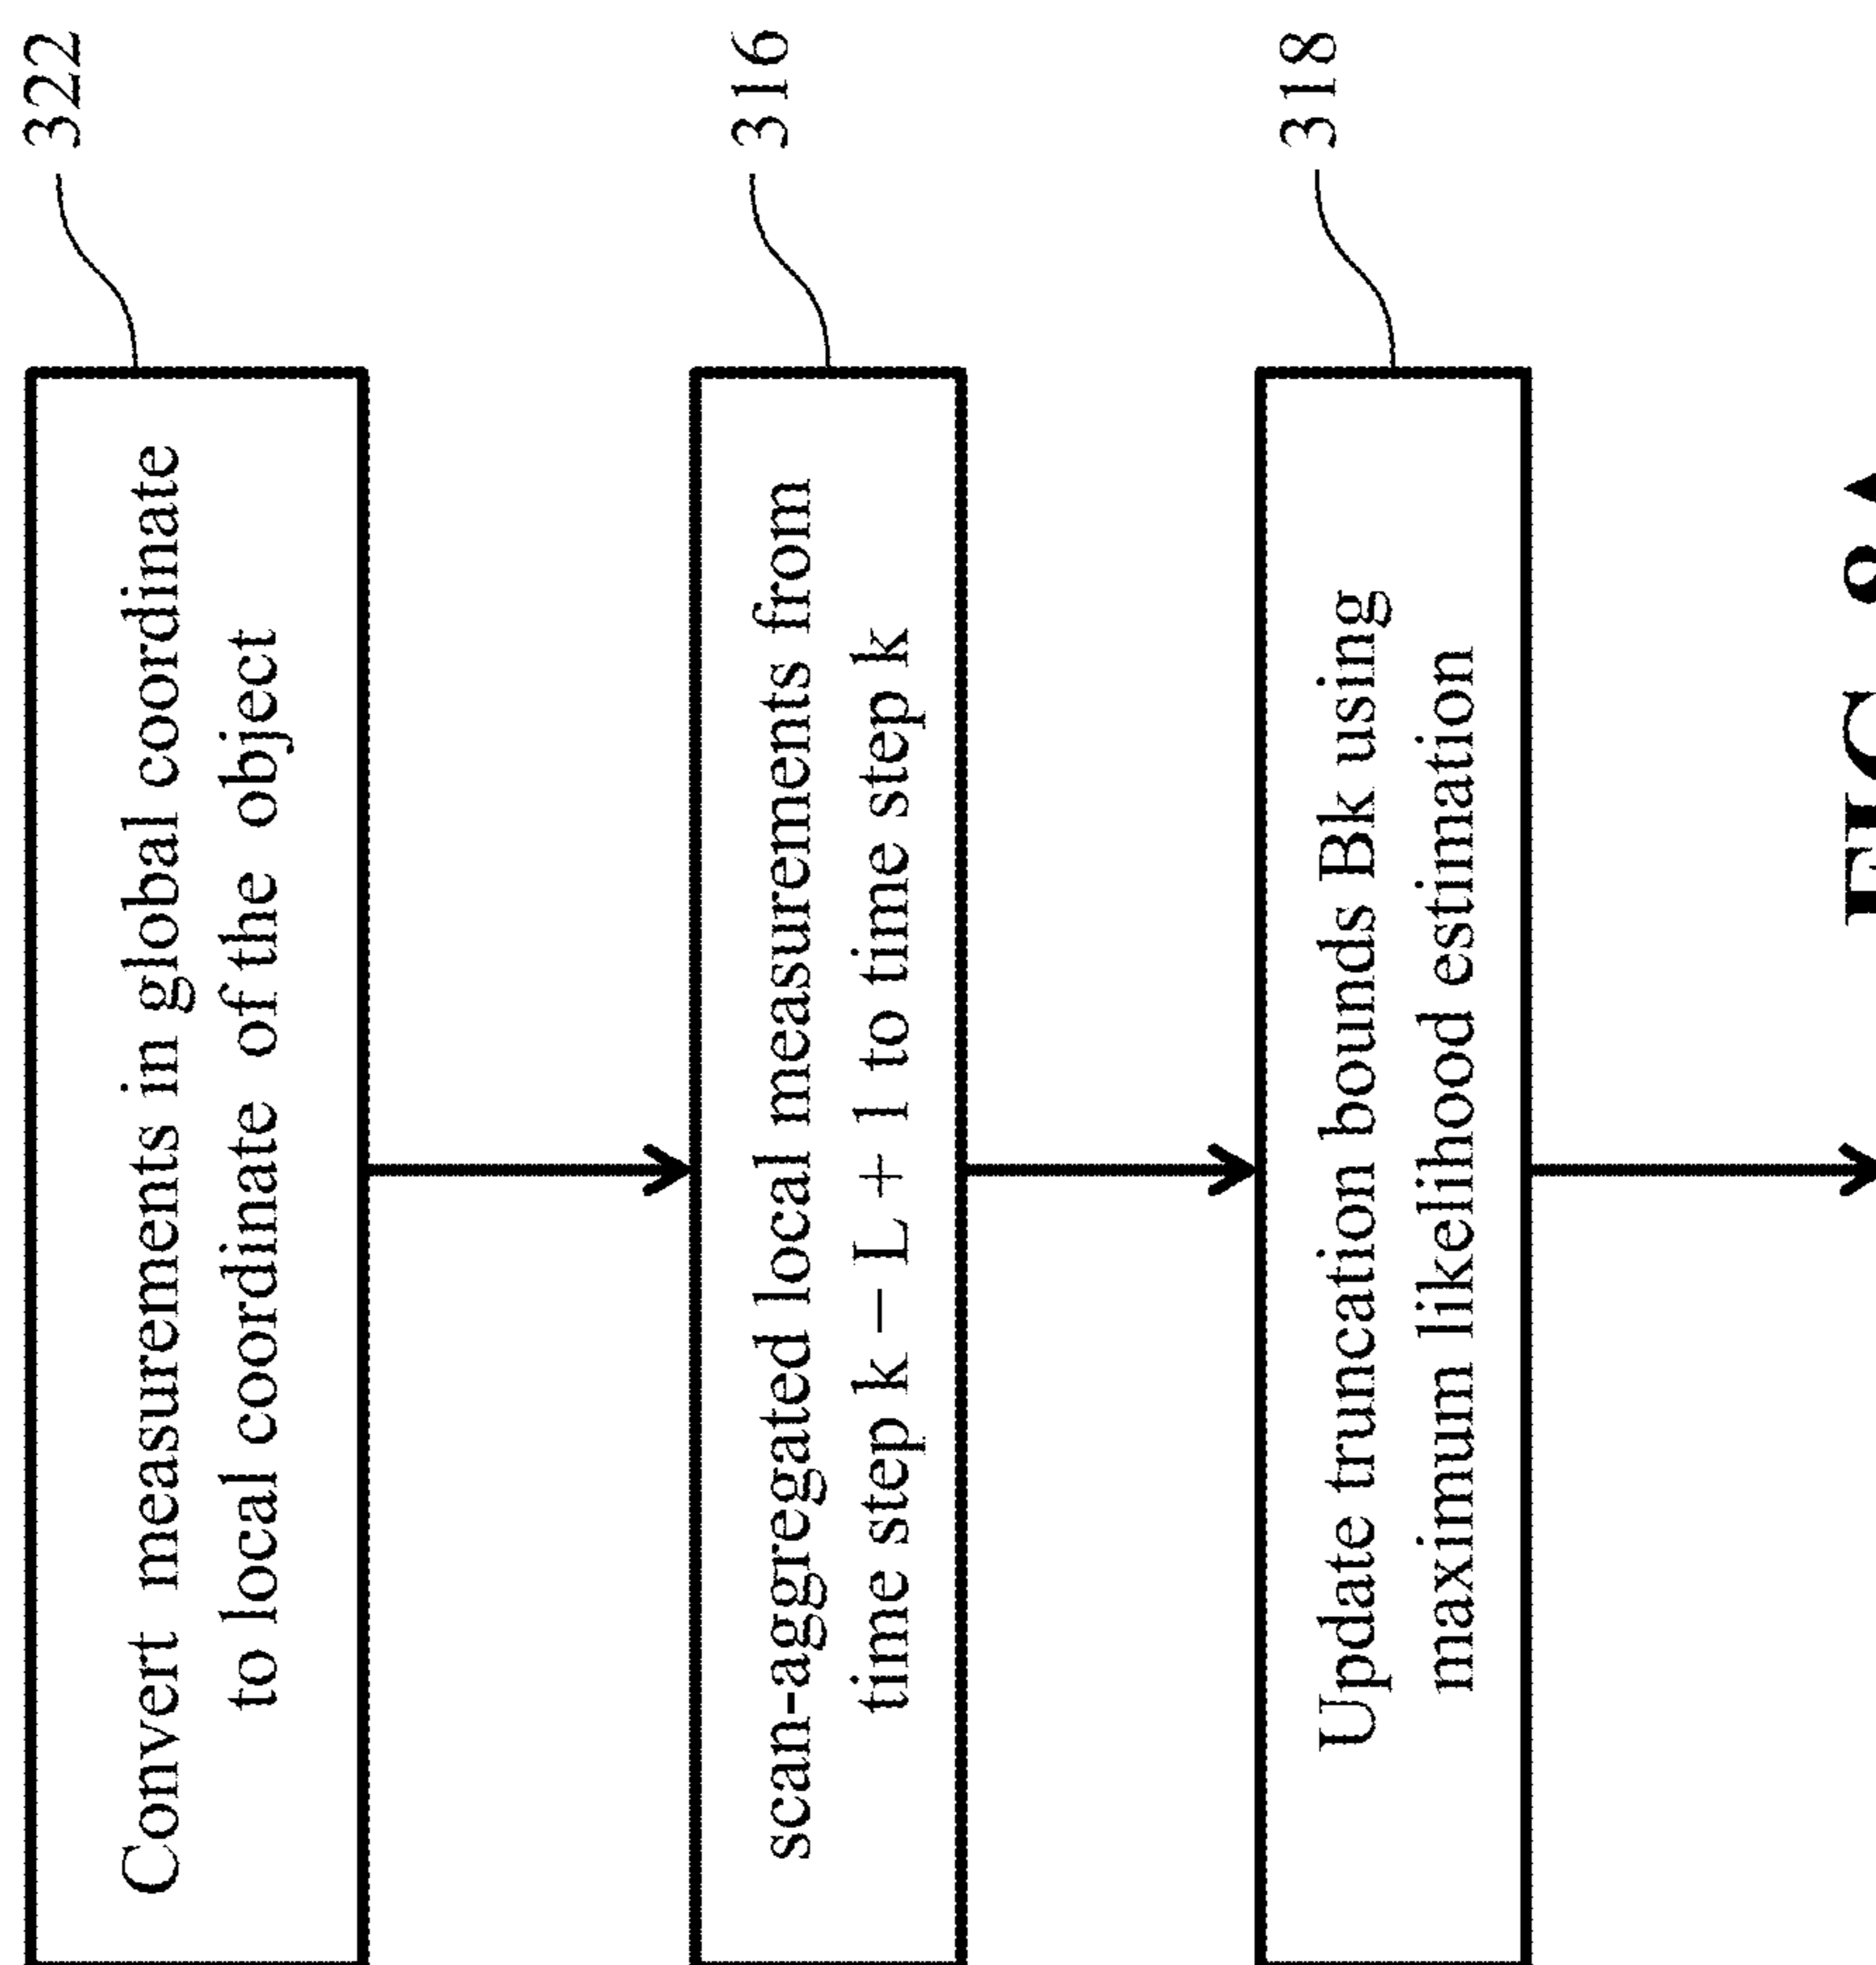 322
Convert measurements in global coordinate
to local coordinate of the object
316
scan-aggregated local measurements from
time step k – L + 1 to time step k
318
Update truncation bounds Bk using
maximum likelihood estimation